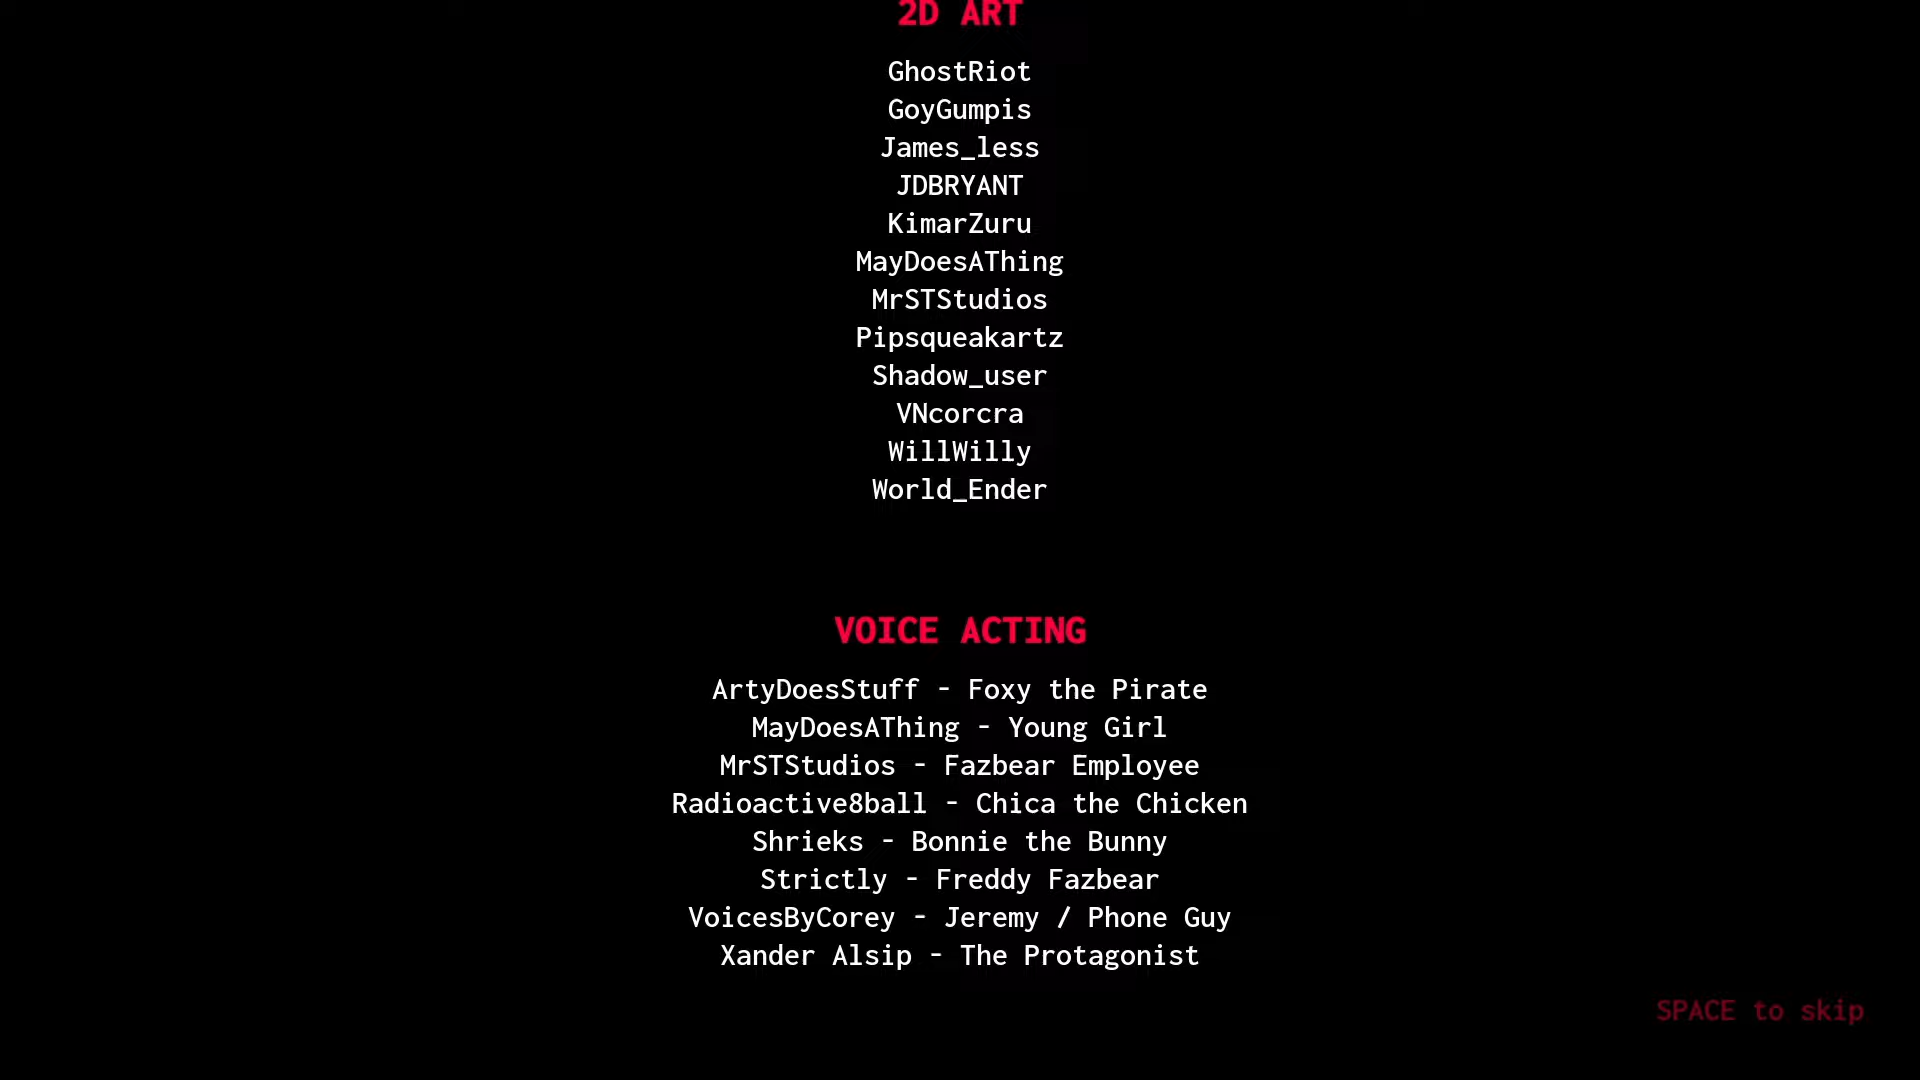 2D ART
GhostRiot
GoyGumpis
James_less
JDBRYANT
KimarZuru
MayDoesAThing
MrSTStudios
Pipsqueakartz
Shadow_user
VNcorcra
WillWilly
World_Ender
VOICE ACTING
ArtyDoesStuff - Foxy the Pirate
MayDoesAThing - Young Girl
MrSTStudios - Fazbear Employee
Radioactive8ball - Chica the Chicken
Shrieks - Bonnie the Bunny
Strictly - Freddy Fazbear
VoicesByCorey - Jeremy / Phone Guy
Xander Alsip - The Protagonist
SPACE to skip